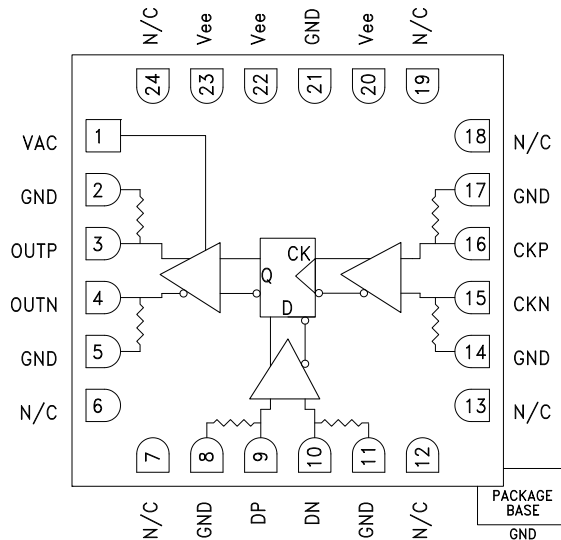 N/C
Vee
Vee
GND
Vee
N/C
24
23
22
21
20
19
VAC
1
18
N/C
GND
2
17
GND
OUTP
3
CK
16
CKP
Q
OUTN
4
D
15
CKN
GND
5
14
GND
N/C
6
13
N/C
7
8
9
10
11
12
N/C
GND
DP
DN
GND
N/C
PACKAGE
BASE
GND